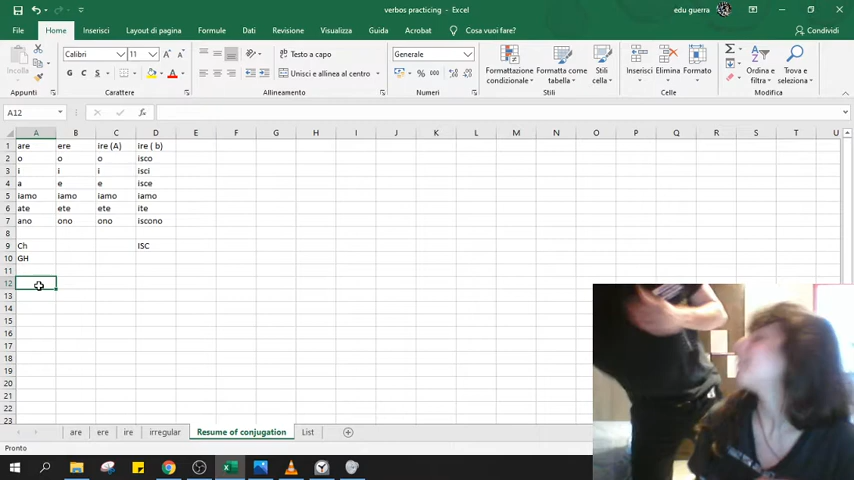 verbos practicing - Excel
edu guerra
File Home Inserisci Layout di pagina Formule Dati Revisione Visualizza Guida Acrobat Cosa vuoi fare? Condividi
Incolla
Calibri 11 A A
G C S A
Testo a capo
Unisci e allinea al centro
Generale
% 000
Formattazione condizionale
Formatta come tabella
Stili cella
Inserisci Elimina Formato
Ordina e filtra
Trova e seleziona
Appunti Carattere Allineamento Numeri Stili Celle Modifica
A12 fx
A B C D E F G H I J K L M N O P Q R S T U
1 are ere ire (A) ire ( b)
2 o o o isco
3 i i i isci
4 a e e isce
5 iamo iamo iamo iamo
6 ate ete ete ite
7 ano ono ono iscono
8
9 Ch ISC
10 GH
11
12
13
14
15
16
17
18
19
20
21
22
23
are ere ire irregular Resume of conjugation List
Pronto